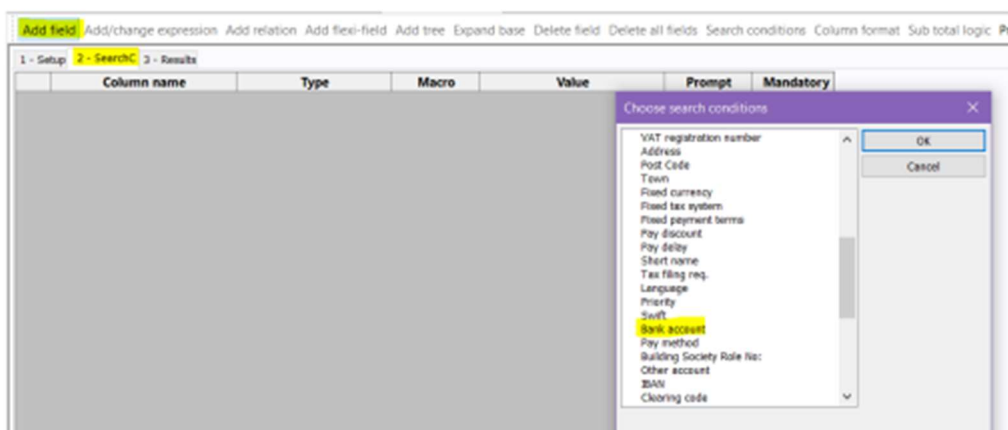 Add field Add/change expression Add relation Add flexi-field Add tree Expand base Delete field Delete all fields Search conditions Column format Sub total logic
1 - Setup 2 - SearchC 3 - Results
Column name Type Macro Value Prompt Mandatory
Choose search conditions
VAT registration number
OK
Address
Post Code
Cancel
Town
Fixed currency
Fixed tax system
Fixed payment terms
Pay discount
Pay delay
Short name
Tax filing req.
Language
Priority
Swift
Bank account
Pay method
Building Society Role No:
Other account
IBAN
Clearing code